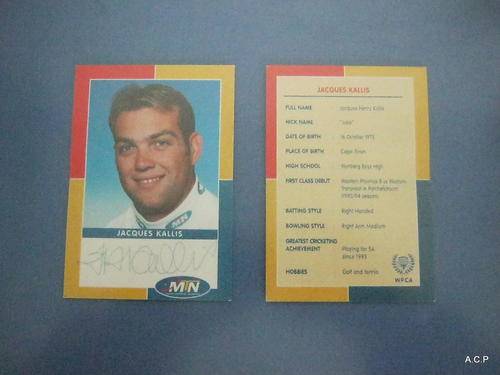 JACQUES KALLIS
MTN
MTN
JACQUES KALLIS
FULL NAME : Jacques Henry Kallis
NICK NAME : "Jake"
DATE OF BIRTH : 16 October 1975
PLACE OF BIRTH : Cape Town
HIGH SCHOOL : Wynberg Boys High
FIRST CLASS DEBUT : Western Province B vs Western
Transvaal in Potchefstroom
1993/94 season
BATTING STYLE : Right Handed
BOWLING STYLE : Right Arm Medium
GREATEST CRICKETING
ACHIEVEMENT : Playing for SA
since 1995
HOBBIES : Golf and tennis
WPCA
A.C.P